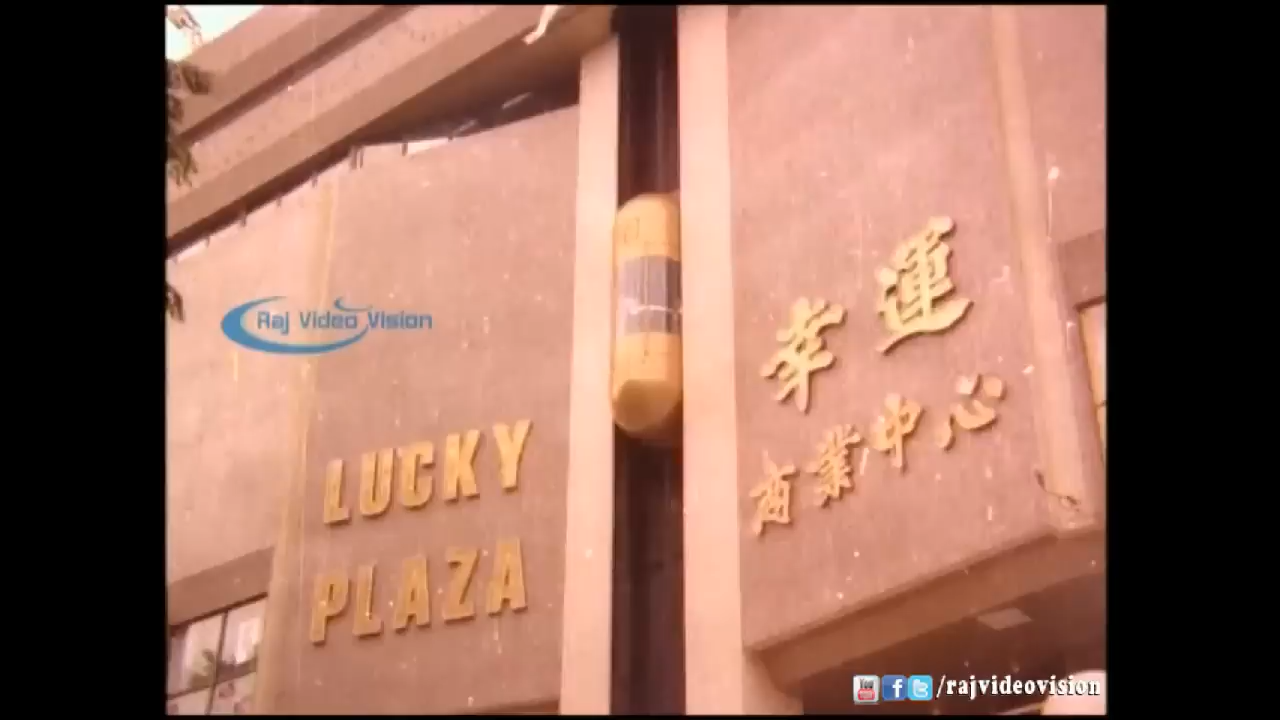 Raj Video Vision
LUCKY
PLAZA
幸運
商業中心
/rajvideovision